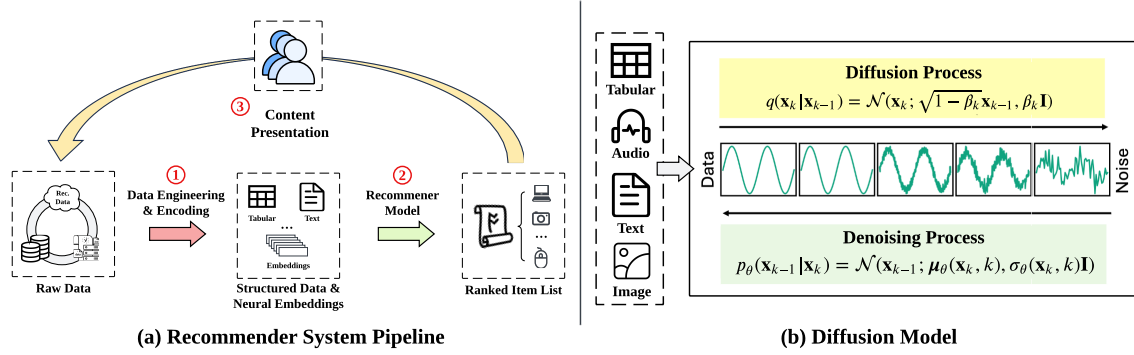 ③
Content
Presentation
Rec.
Data
Raw Data
①
Data Engineering
& Encoding
Tabular
Text
...
Embeddings
Structured Data &
Neural Embeddings
②
Recommener
Model
...
Ranked Item List
(a) Recommender System Pipeline
Tabular
Audio
Text
Image
Diffusion Process
q(x_k|x_{k−1}) = 𝒩(x_k; √(1 − β_k) x_{k−1}, β_k I)
Data
Noise
Denoising Process
p_θ(x_{k−1}|x_k) = 𝒩(x_{k−1}; μ_θ(x_k, k), σ_θ(x_k, k)I)
(b) Diffusion Model